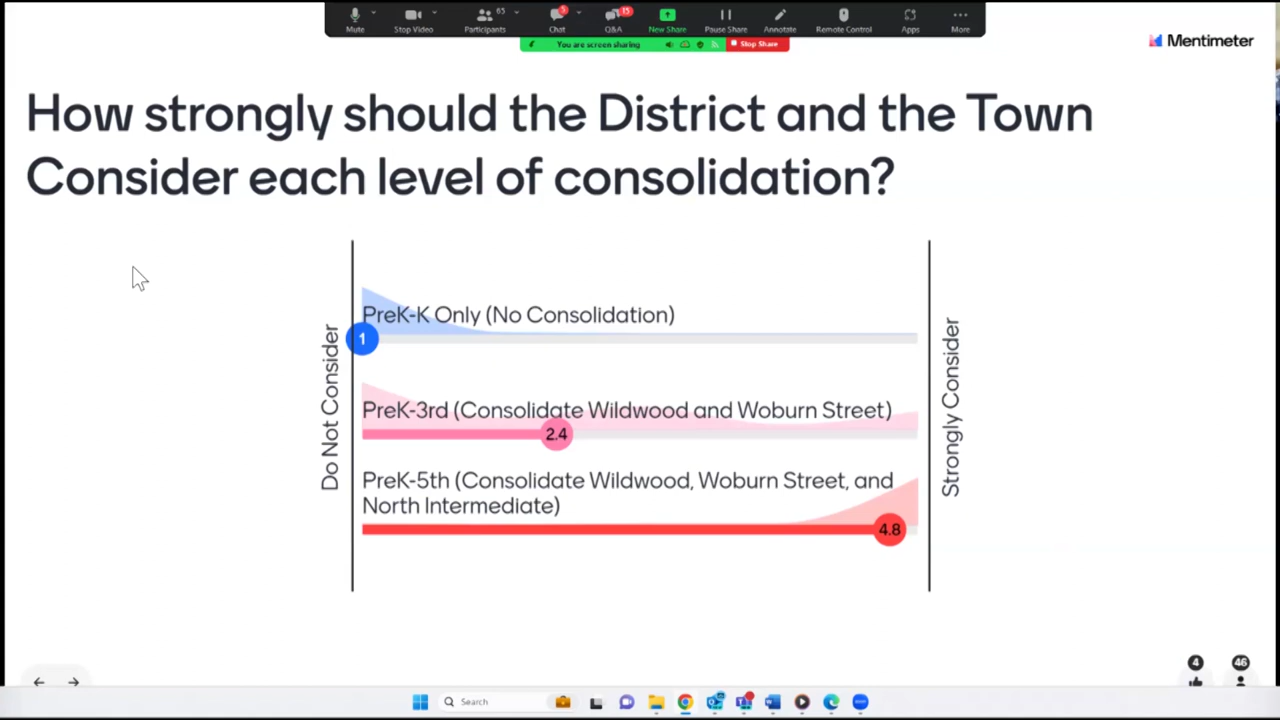 65
5
15
Mute
Stop Video
Participants
Chat
Q&A
New Share
Pause Share
Annotate
Remote Control
Apps
More
You are screen sharing
Stop Share
Mentimeter
How strongly should the District and the Town
Consider each level of consolidation?
Do Not Consider
PreK-K Only (No Consolidation)
1
PreK-3rd (Consolidate Wildwood and Woburn Street)
2.4
PreK-5th (Consolidate Wildwood, Woburn Street, and
North Intermediate)
4.8
Strongly Consider
4
46
Search